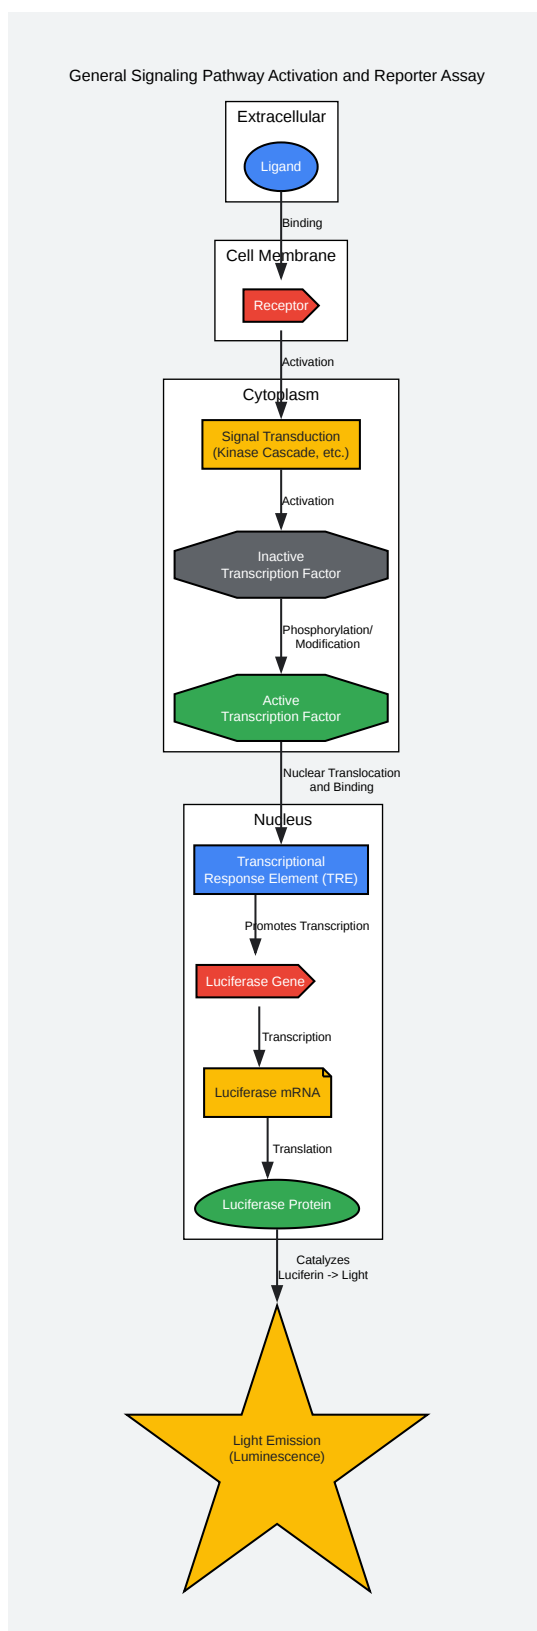 General Signaling Pathway Activation and Reporter Assay
Extracellular
Ligand
Binding
Cell Membrane
Receptor
Activation
Cytoplasm
Signal Transduction
(Kinase Cascade, etc.)
Activation
Inactive
Transcription Factor
Phosphorylation/
Modification
Active
Transcription Factor
Nuclear Translocation
and Binding
Nucleus
Transcriptional
Response Element (TRE)
Promotes Transcription
Luciferase Gene
Transcription
Luciferase mRNA
Translation
Luciferase Protein
Catalyzes
Luciferin -> Light
Light Emission
(Luminescence)